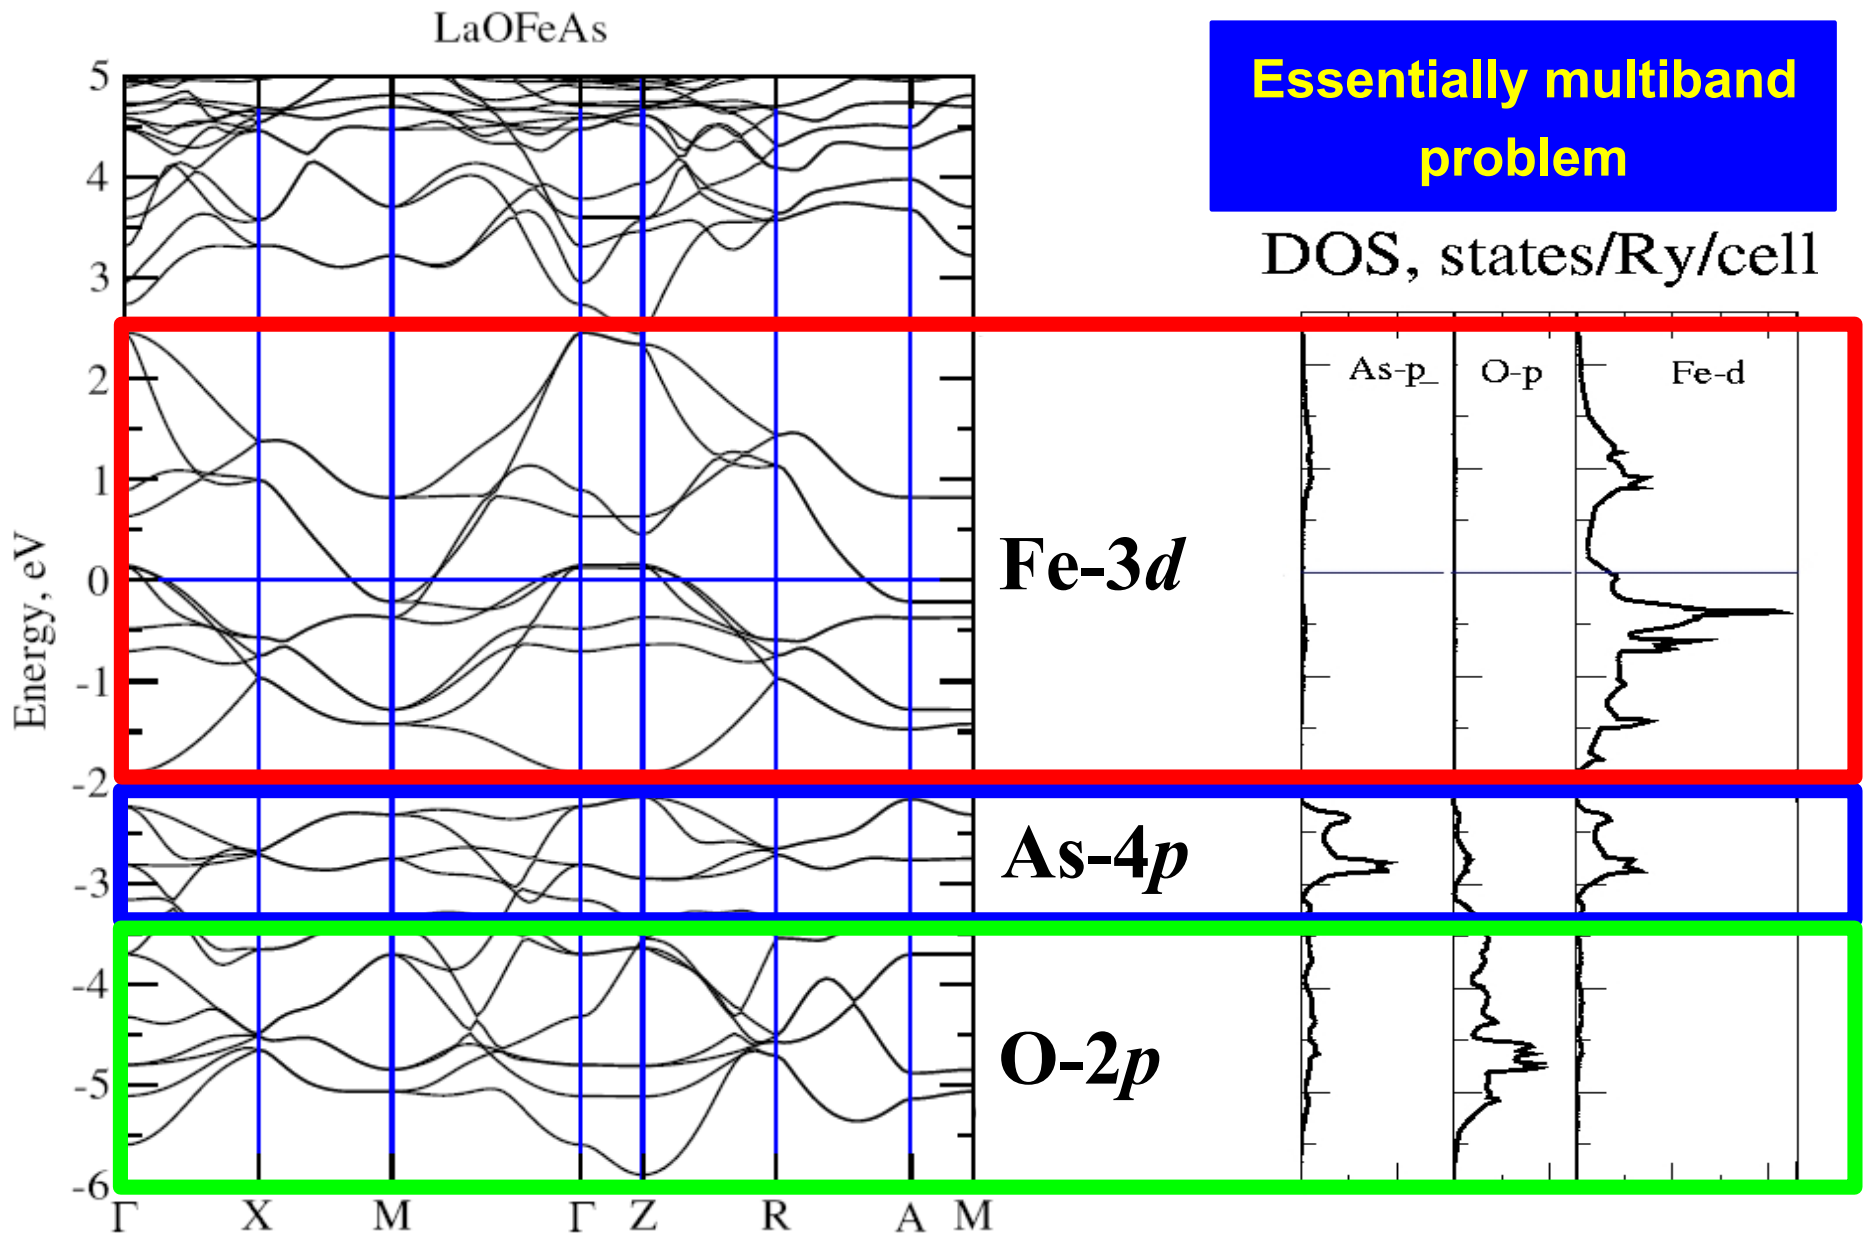 LaOFeAs
Essentially multiband
problem
DOS, states/Ry/cell
5
4
3
2
1
0
-1
-2
-3
-4
-5
-6
Energy, eV
As-p_
O-p
Fe-d
Fe-3d
As-4p
O-2p
Γ X M Γ Z R A M